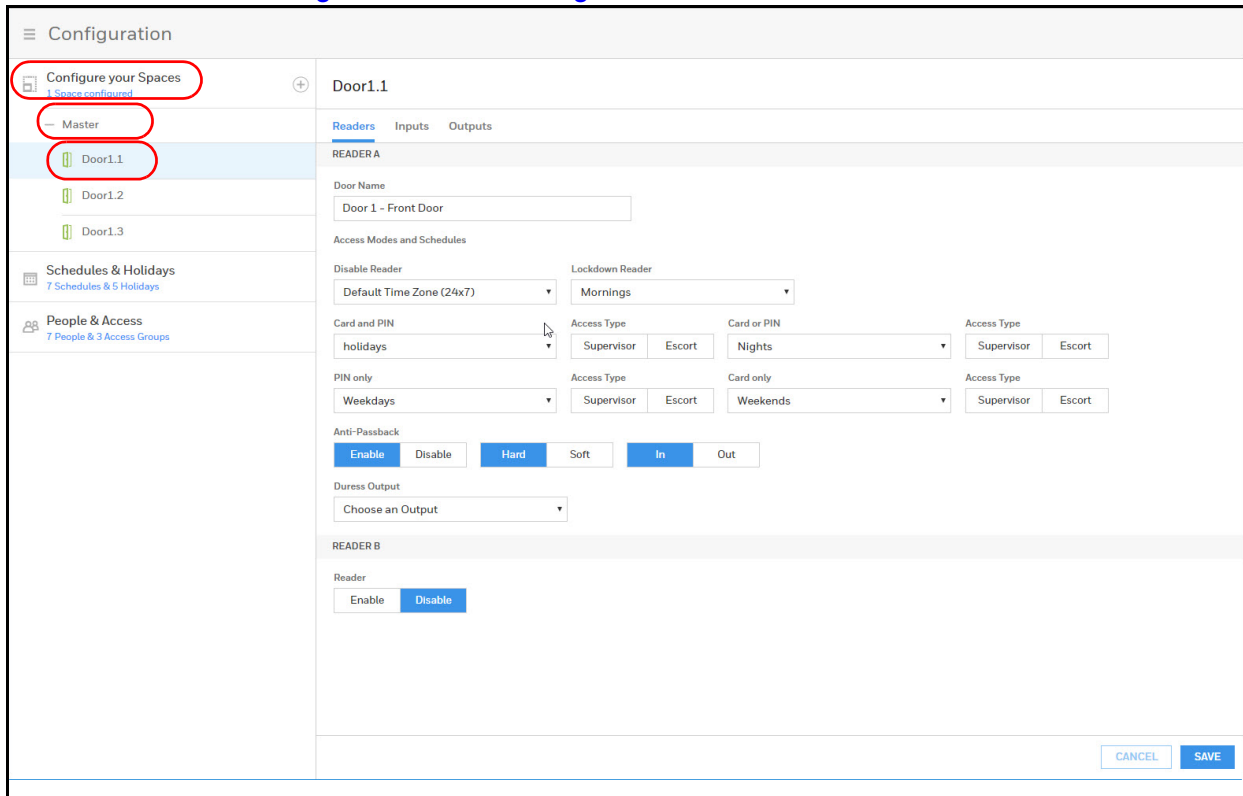 Configuration
Configure your Spaces
1 Space configured
Master
Door1.1
Door1.2
Door1.3
Schedules & Holidays
7 Schedules & 5 Holidays
People & Access
7 People & 3 Access Groups
Door1.1
Readers Inputs Outputs
READER A
Door Name
Door 1 - Front Door
Access Modes and Schedules
Disable Reader Lockdown Reader
Default Time Zone (24x7) Mornings
Card and PIN Access Type Card or PIN Access Type
holidays Supervisor Escort Nights Supervisor Escort
PIN only Access Type Card only Access Type
Weekdays Supervisor Escort Weekends Supervisor Escort
Anti-Passback
Enable Disable Hard Soft In Out
Duress Output
Choose an Output
READER B
Reader
Enable Disable
CANCEL SAVE